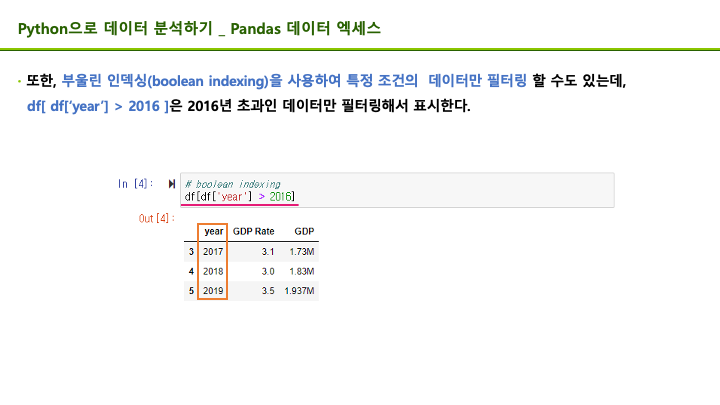 Python으로 데이터 분석하기 _ Pandas 데이터 엑세스
• 또한, 부울린 인덱싱(boolean indexing)을 사용하여 특정 조건의 데이터만 필터링 할 수도 있는데,
df[ df['year'] > 2016 ]은 2016년 초과인 데이터만 필터링해서 표시한다.
In [4]:
# boolean indexing
df[df['year'] > 2016]
Out[4]:
year GDP Rate GDP
3 2017 3.1 1.73M
4 2018 3.0 1.83M
5 2019 3.5 1.937M